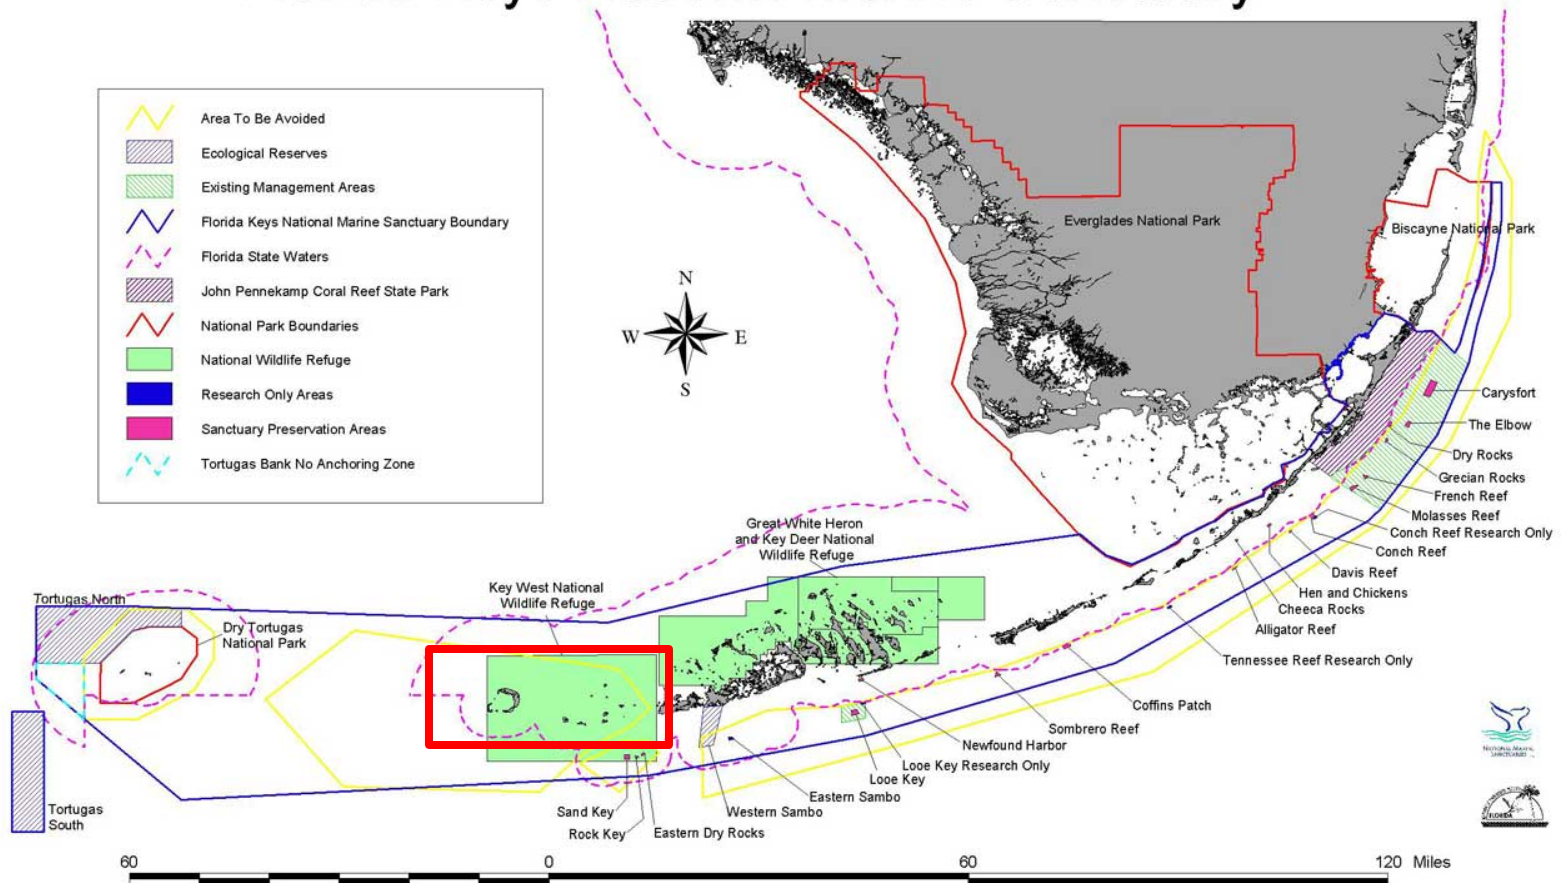 Area To Be Avoided
Ecological Reserves
Existing Management Areas
Florida Keys National Marine Sanctuary Boundary
Florida State Waters
John Pennekamp Coral Reef State Park
National Park Boundaries
National Wildlife Refuge
Research Only Areas
Sanctuary Preservation Areas
Tortugas Bank No Anchoring Zone
N
W
E
S
Everglades National Park
Biscayne National Park
Carysfort
The Elbow
Dry Rocks
Grecian Rocks
French Reef
Molasses Reef
Conch Reef Research Only
Conch Reef
Davis Reef
Hen and Chickens
Cheeca Rocks
Alligator Reef
Tennessee Reef Research Only
Coffins Patch
Sombrero Reef
Newfound Harbor
Looe Key Research Only
Looe Key
Eastern Sambo
Western Sambo
Eastern Dry Rocks
Rock Key
Sand Key
Great White Heron
and Key Deer National
Wildlife Refuge
Key West National
Wildlife Refuge
Tortugas North
Dry Tortugas
National Park
Tortugas
South
NATIONAL MARINE
SANCTUARIES
FLORIDA
60
0
60
120 Miles